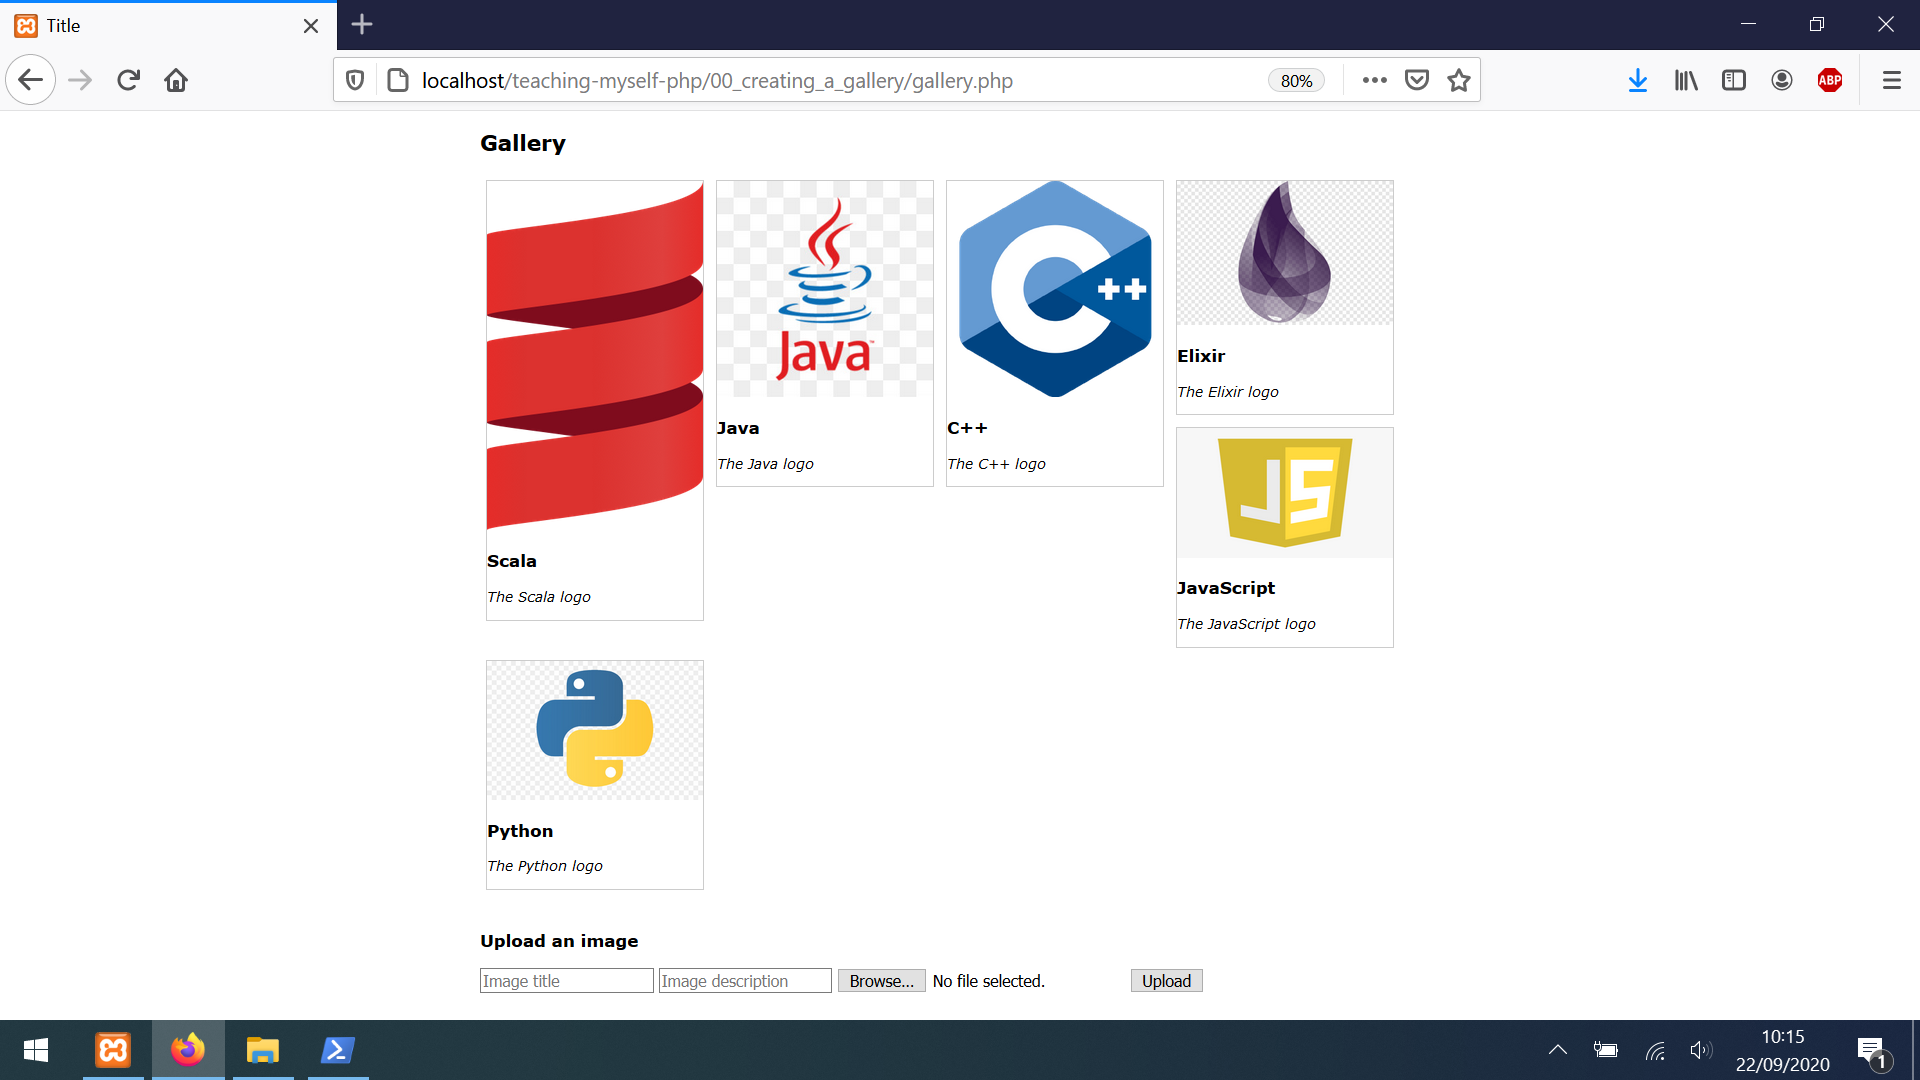 Title
localhost/teaching-myself-php/00_creating_a_gallery/gallery.php
80%
ABP
Gallery
Java™
C ++
Elixir
The Elixir logo
Java
The Java logo
C++
The C++ logo
JS
Scala
The Scala logo
JavaScript
The JavaScript logo
Python
The Python logo
Upload an image
Image title
Image description
Browse...
No file selected.
Upload
10:15
22/09/2020
1